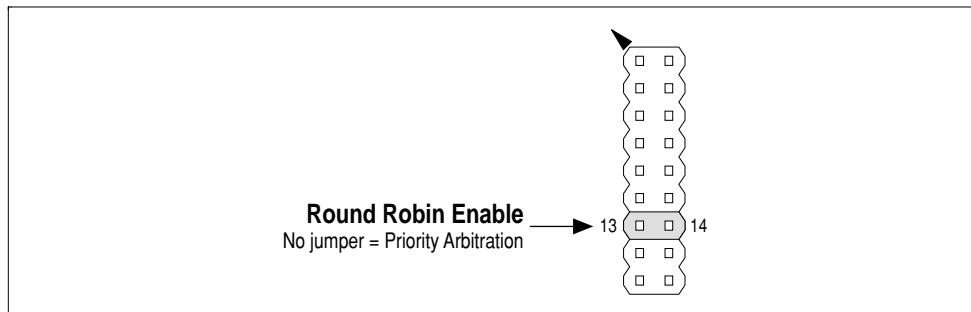 Round Robin Enable
No jumper = Priority Arbitration
13
14